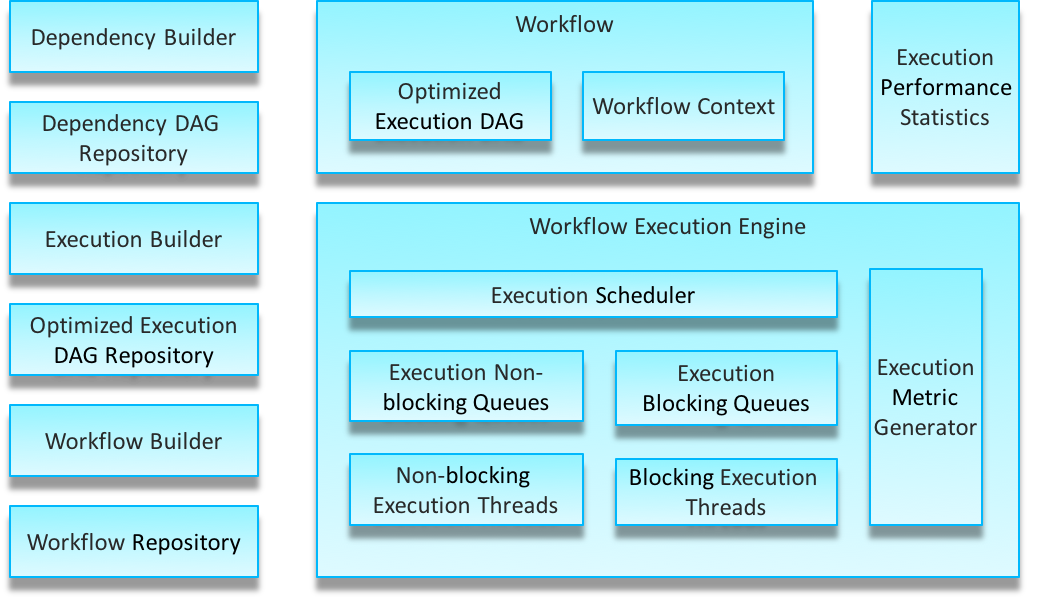 Dependency Builder
Dependency DAG
Repository
Execution Builder
Optimized Execution
DAG Repository
Workflow Builder
Workflow Repository
Workflow
Optimized
Execution DAG
Workflow Context
Execution
Performance
Statistics
Workflow Execution Engine
Execution Scheduler
Execution Non-
blocking Queues
Execution
Blocking Queues
Non-blocking
Execution Threads
Blocking Execution
Threads
Execution
Metric
Generator